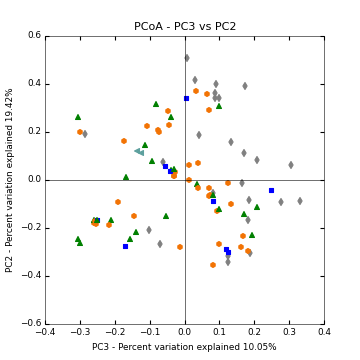 PCoA - PC3 vs PC2
0.6
0.4
0.2
0.0
−0.2
−0.4
−0.6
PC2 - Percent variation explained 19.42%
−0.4 −0.3 −0.2 −0.1 0.0 0.1 0.2 0.3 0.4
PC3 - Percent variation explained 10.05%